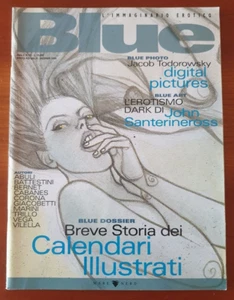 L'IMMAGINARIO EROTICO
Blue
BLUE PHOTO
Jacob Todorowsky
digital
pictures
BLUE ART
L'EROTISMO
DARK DI John
Santerineross
AUTORI
ABULI
BATTESTINI
BERNET
CABANES
CORONA
GIACOBETTI
MARINI
TRILLO
VEGA
VILELLA
BLUE DOSSIER
Breve Storia dei
Calendari
Illustrati